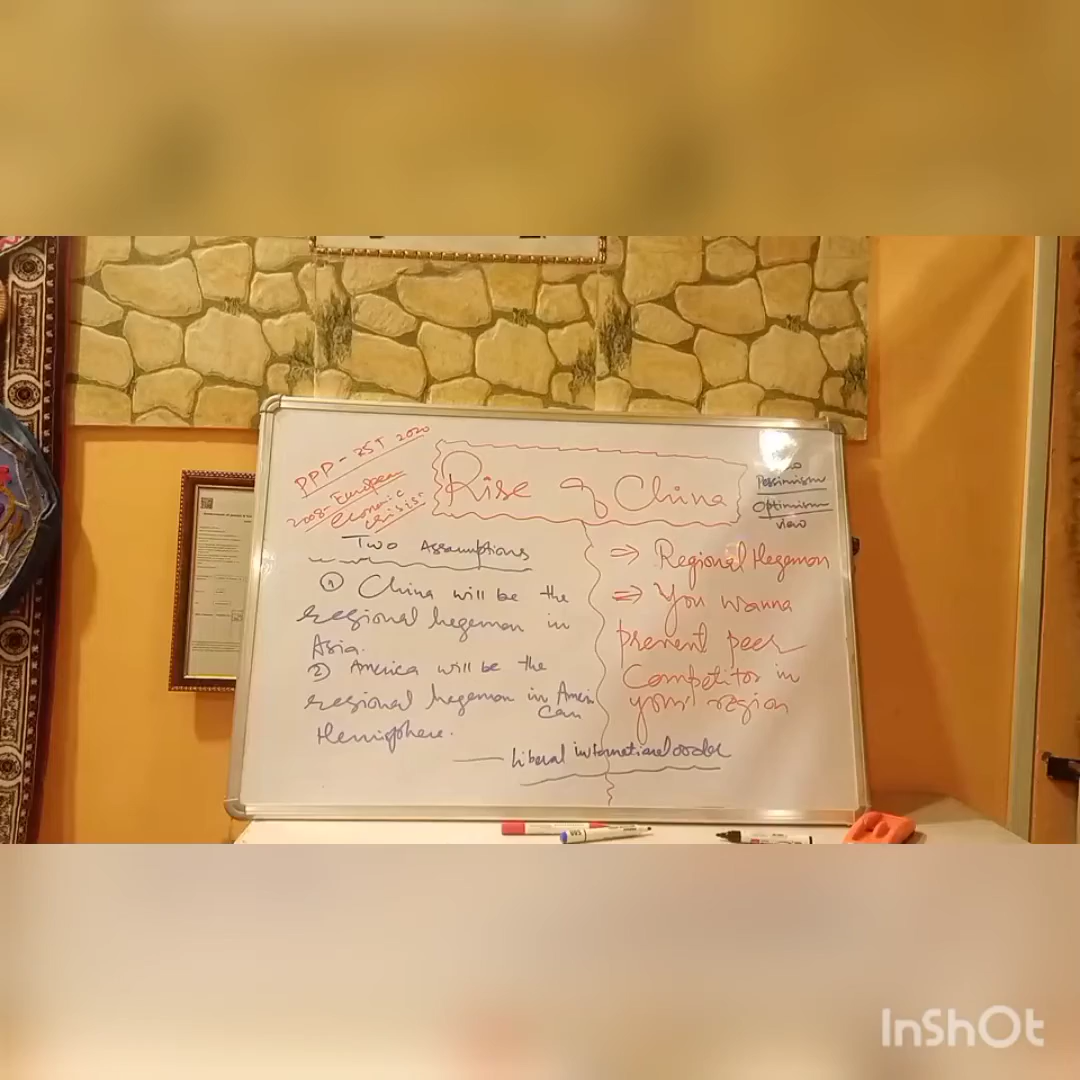 PPP - 25T 2020
2008 - European
Economic
crisis
Rise of China
Pessimism
Optimism
view
Two Assumptions
① China will be the
regional hegemon in
Asia.
2) America will be the
regional hegemon in Ameri
can
Hemisphere.
⇒ Regional Hegemon
⇒ You wanna
prevent peer
Competitor in
your region
Liberal international order
InShOt